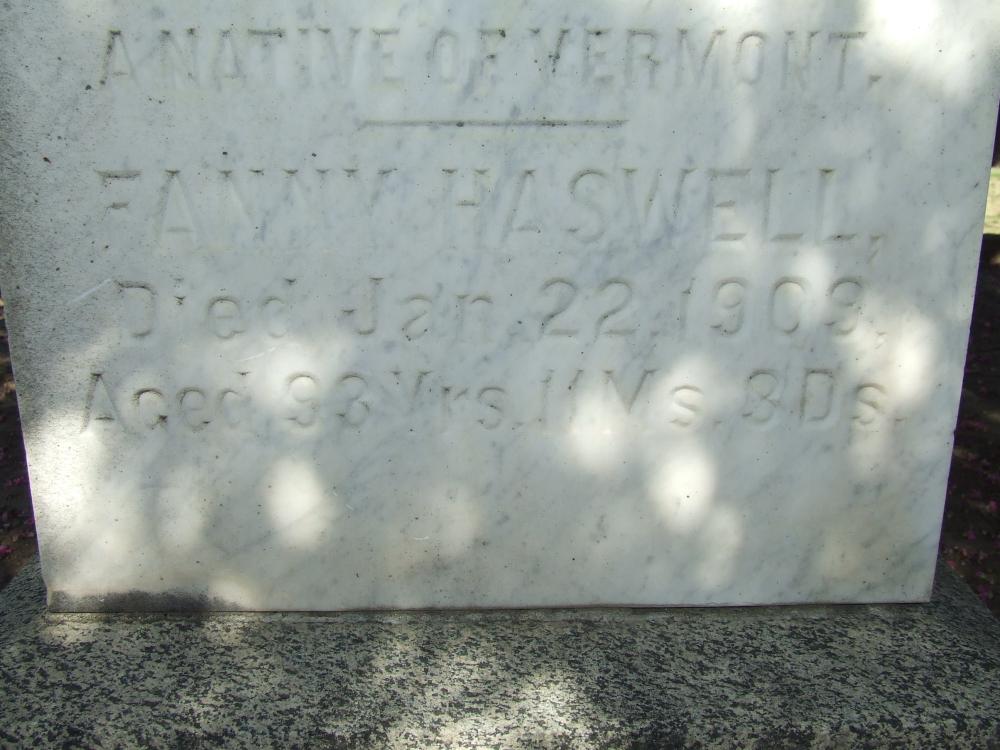 A NATIVE OF VERMONT.
FANNY HASWELL,
Died Jan. 22, 1909,
Aged 93 Yrs. 11 Ms. 8 Ds.